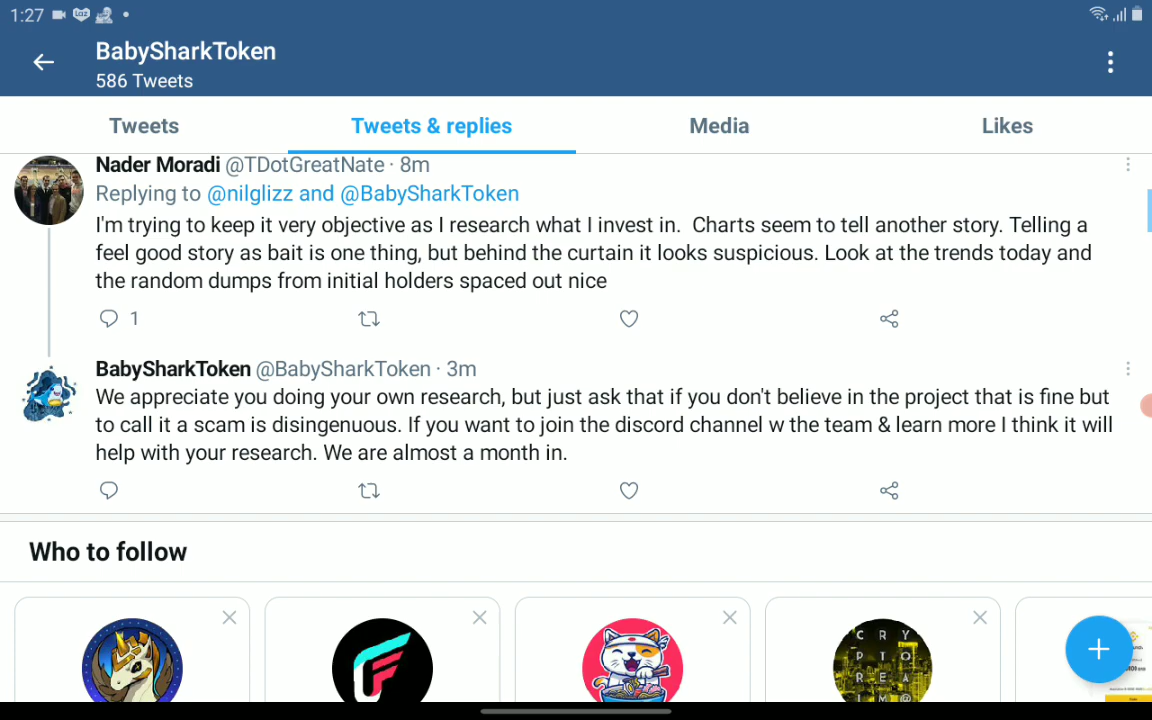 1:27
BabySharkToken
586 Tweets
Tweets Tweets & replies Media Likes
Nader Moradi @TDotGreatNate · 8m
Replying to @nilglizz and @BabySharkToken
I'm trying to keep it very objective as I research what I invest in.  Charts seem to tell another story. Telling a
feel good story as bait is one thing, but behind the curtain it looks suspicious. Look at the trends today and
the random dumps from initial holders spaced out nice
1
BabySharkToken @BabySharkToken · 3m
We appreciate you doing your own research, but just ask that if you don't believe in the project that is fine but
to call it a scam is disingenuous. If you want to join the discord channel w the team & learn more I think it will
help with your research. We are almost a month in.
Who to follow
CRY
PTO
REA